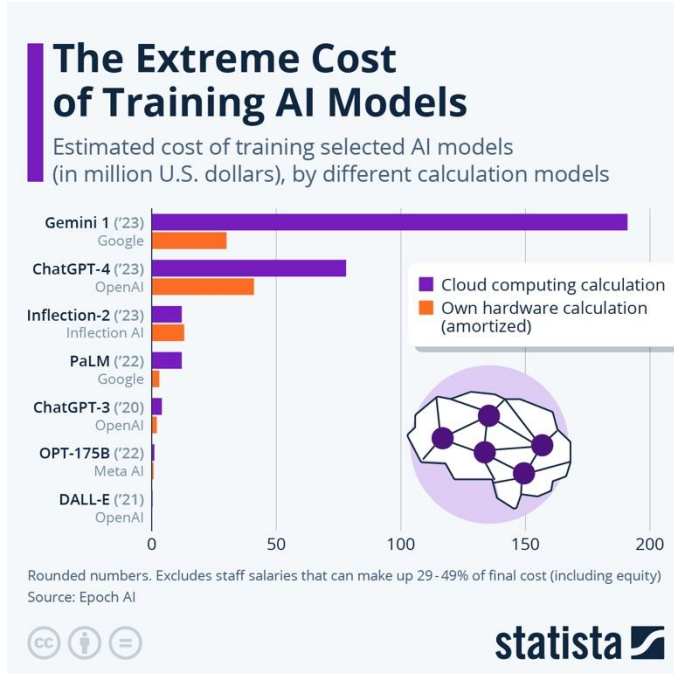 The Extreme Cost
of Training AI Models
Estimated cost of training selected AI models
(in million U.S. dollars), by different calculation models
Gemini 1 ('23)
Google
ChatGPT-4 ('23)
OpenAI
Inflection-2 ('23)
Inflection AI
PaLM ('22)
Google
ChatGPT-3 ('20)
OpenAI
OPT-175B ('22)
Meta AI
DALL-E ('21)
OpenAI
Cloud computing calculation
Own hardware calculation
(amortized)
0 50 100 150 200
Rounded numbers. Excludes staff salaries that can make up 29-49% of final cost (including equity)
Source: Epoch AI
cc
statista